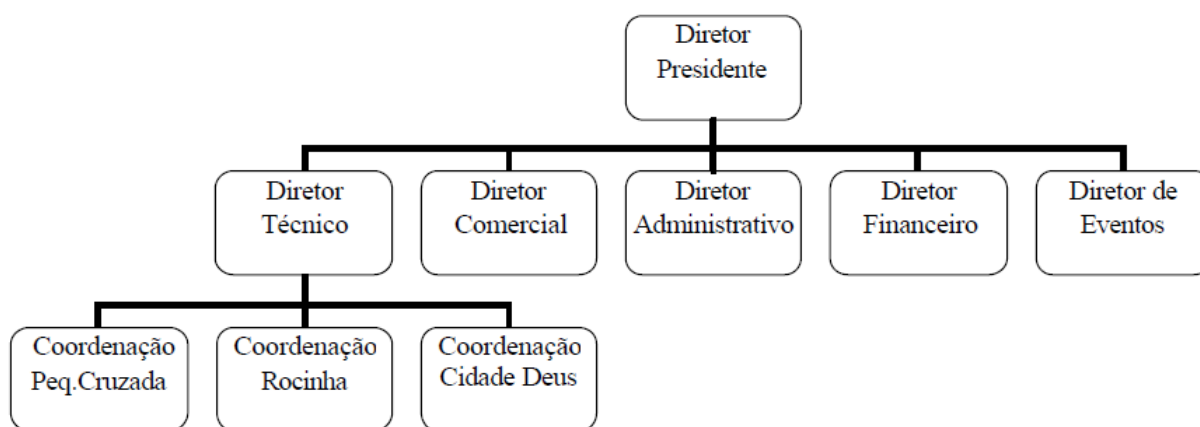 Diretor
Presidente
Diretor
Técnico
Diretor
Comercial
Diretor
Administrativo
Diretor
Financeiro
Diretor de
Eventos
Coordenação
Peq.Cruzada
Coordenação
Rocinha
Coordenação
Cidade Deus